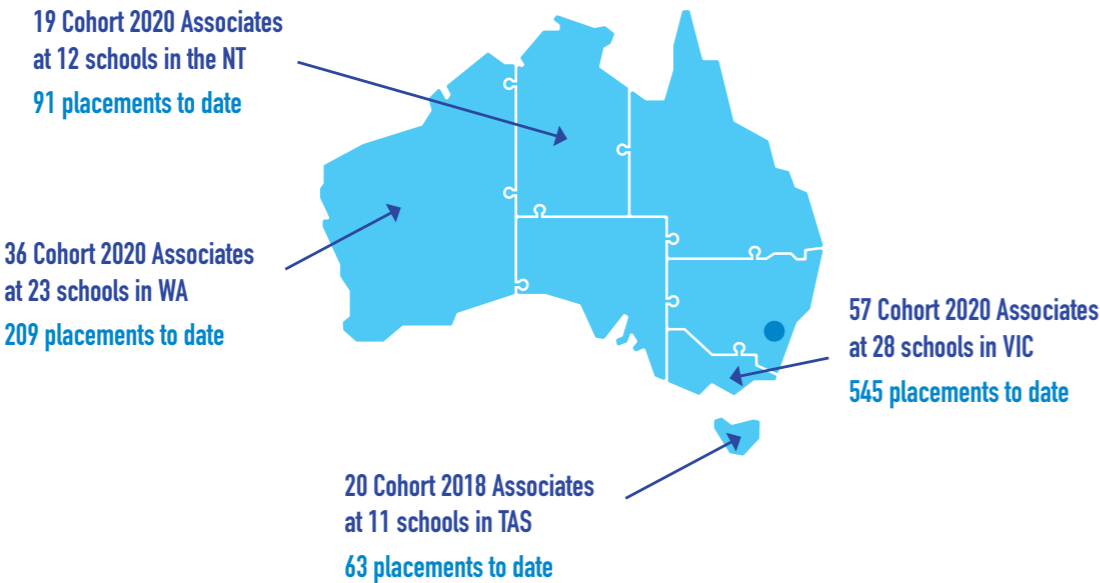 19 Cohort 2020 Associates
at 12 schools in the NT
91 placements to date
36 Cohort 2020 Associates
at 23 schools in WA
209 placements to date
57 Cohort 2020 Associates
at 28 schools in VIC
545 placements to date
20 Cohort 2018 Associates
at 11 schools in TAS
63 placements to date